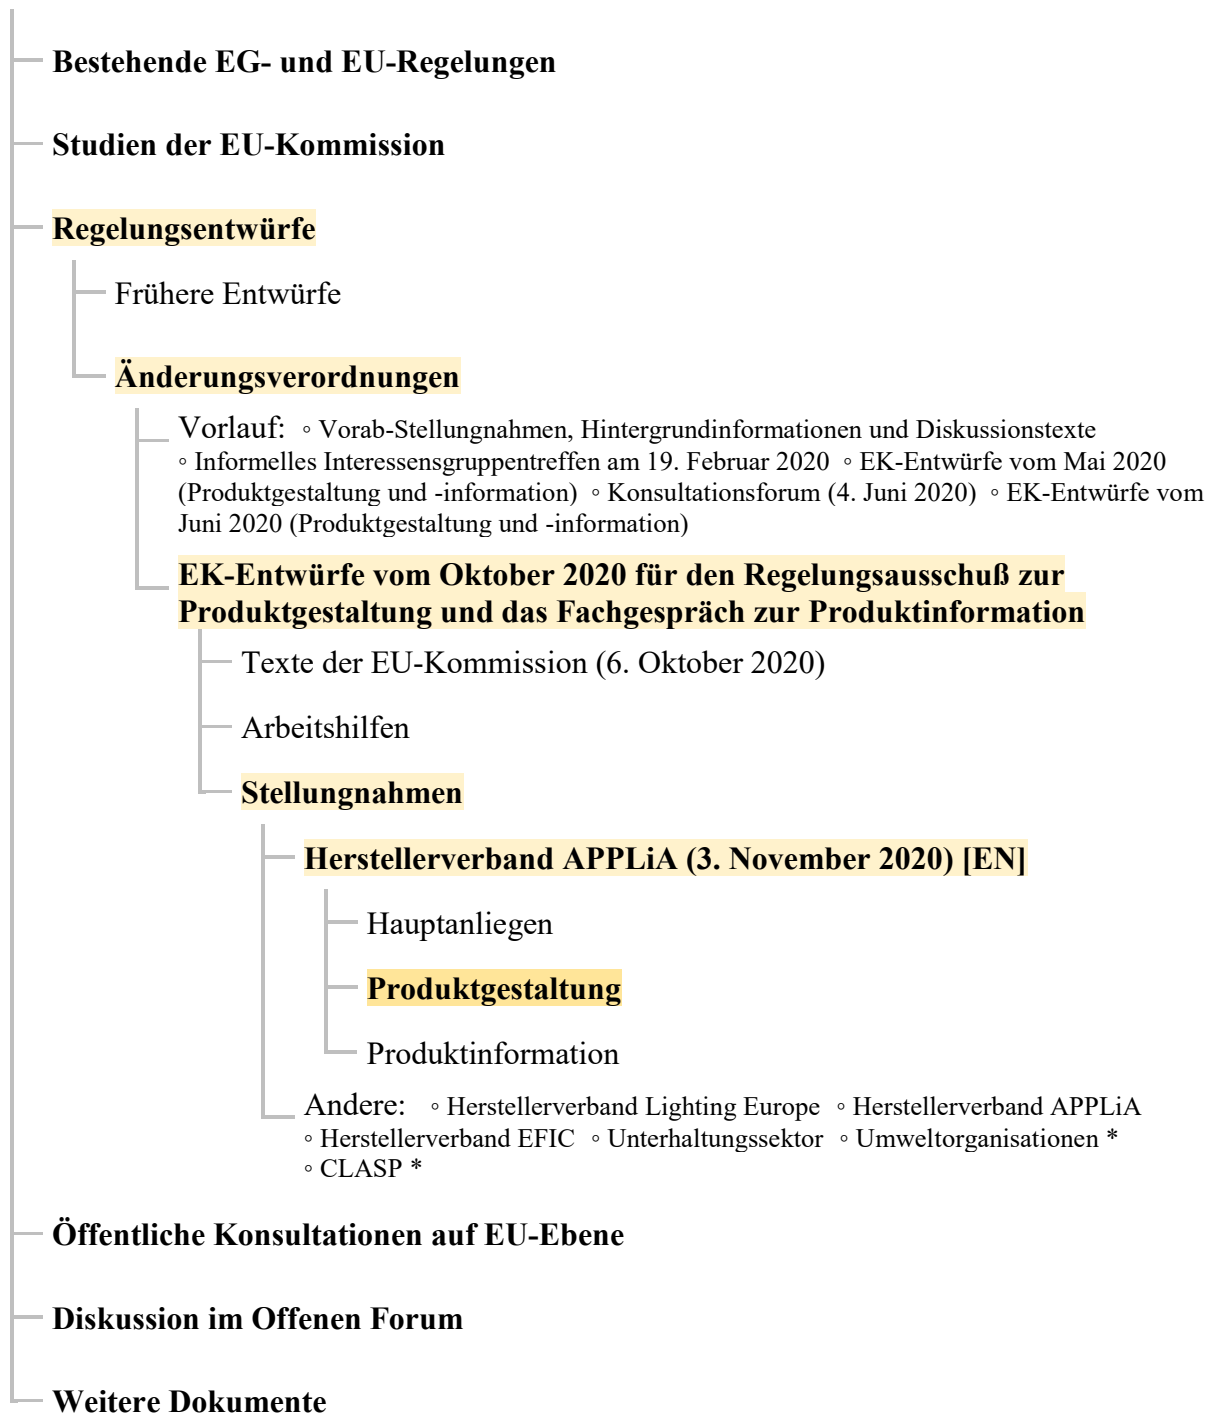 Bestehende EG- und EU-Regelungen
Studien der EU-Kommission
Regelungsentwürfe
Frühere Entwürfe
Änderungsverordnungen
Vorlauf: ◦ Vorab-Stellungnahmen, Hintergrundinformationen und Diskussionstexte
◦ Informelles Interessensgruppentreffen am 19. Februar 2020 ◦ EK-Entwürfe vom Mai 2020
(Produktgestaltung und -information) ◦ Konsultationsforum (4. Juni 2020) ◦ EK-Entwürfe vom
Juni 2020 (Produktgestaltung und -information)
EK-Entwürfe vom Oktober 2020 für den Regelungsausschuß zur
Produktgestaltung und das Fachgespräch zur Produktinformation
Texte der EU-Kommission (6. Oktober 2020)
Arbeitshilfen
Stellungnahmen
Herstellerverband APPLiA (3. November 2020) [EN]
Hauptanliegen
Produktgestaltung
Produktinformation
Andere: ◦ Herstellerverband Lighting Europe ◦ Herstellerverband APPLiA
◦ Herstellerverband EFIC ◦ Unterhaltungssektor ◦ Umweltorganisationen *
◦ CLASP *
Öffentliche Konsultationen auf EU-Ebene
Diskussion im Offenen Forum
Weitere Dokumente